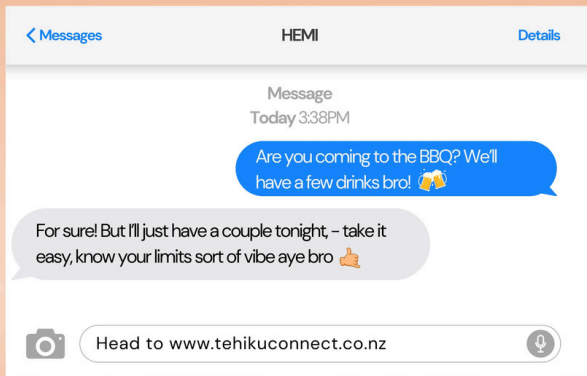 Messages
HEMI
Details
Message
Today 3:38PM
Are you coming to the BBQ? We'll
have a few drinks bro! 🍻
For sure! But I'll just have a couple tonight, - take it
easy, know your limits sort of vibe aye bro 🤙
Head to www.tehikuconnect.co.nz